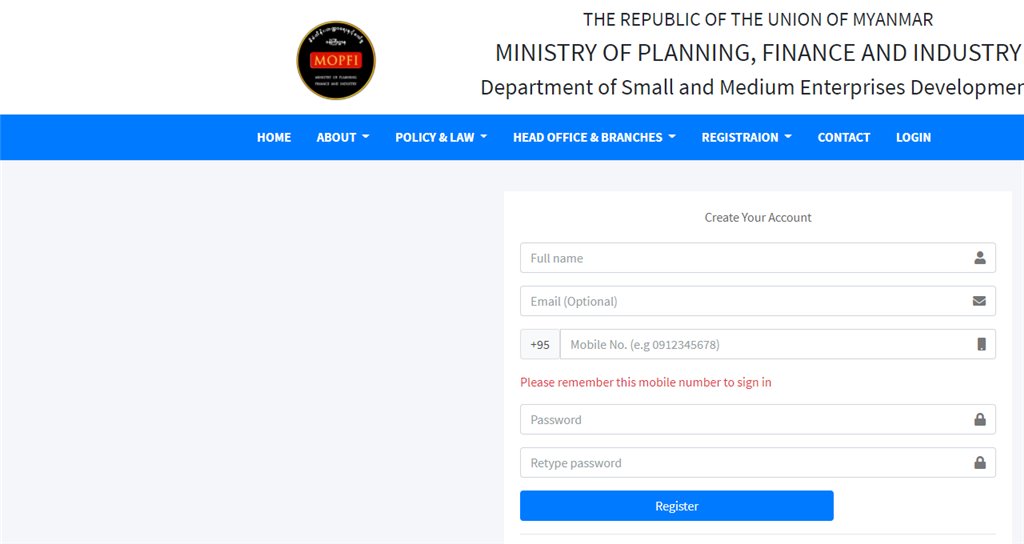 THE REPUBLIC OF THE UNION OF MYANMAR
MINISTRY OF PLANNING, FINANCE AND INDUSTRY
Department of Small and Medium Enterprises Developmen
MOPFI
MINISTRY OF PLANNING
FINANCE AND INDUSTRY
HOME ABOUT POLICY & LAW HEAD OFFICE & BRANCHES REGISTRAION CONTACT LOGIN
Create Your Account
Full name
Email (Optional)
+95 Mobile No. (e.g 0912345678)
Please remember this mobile number to sign in
Password
Retype password
Register